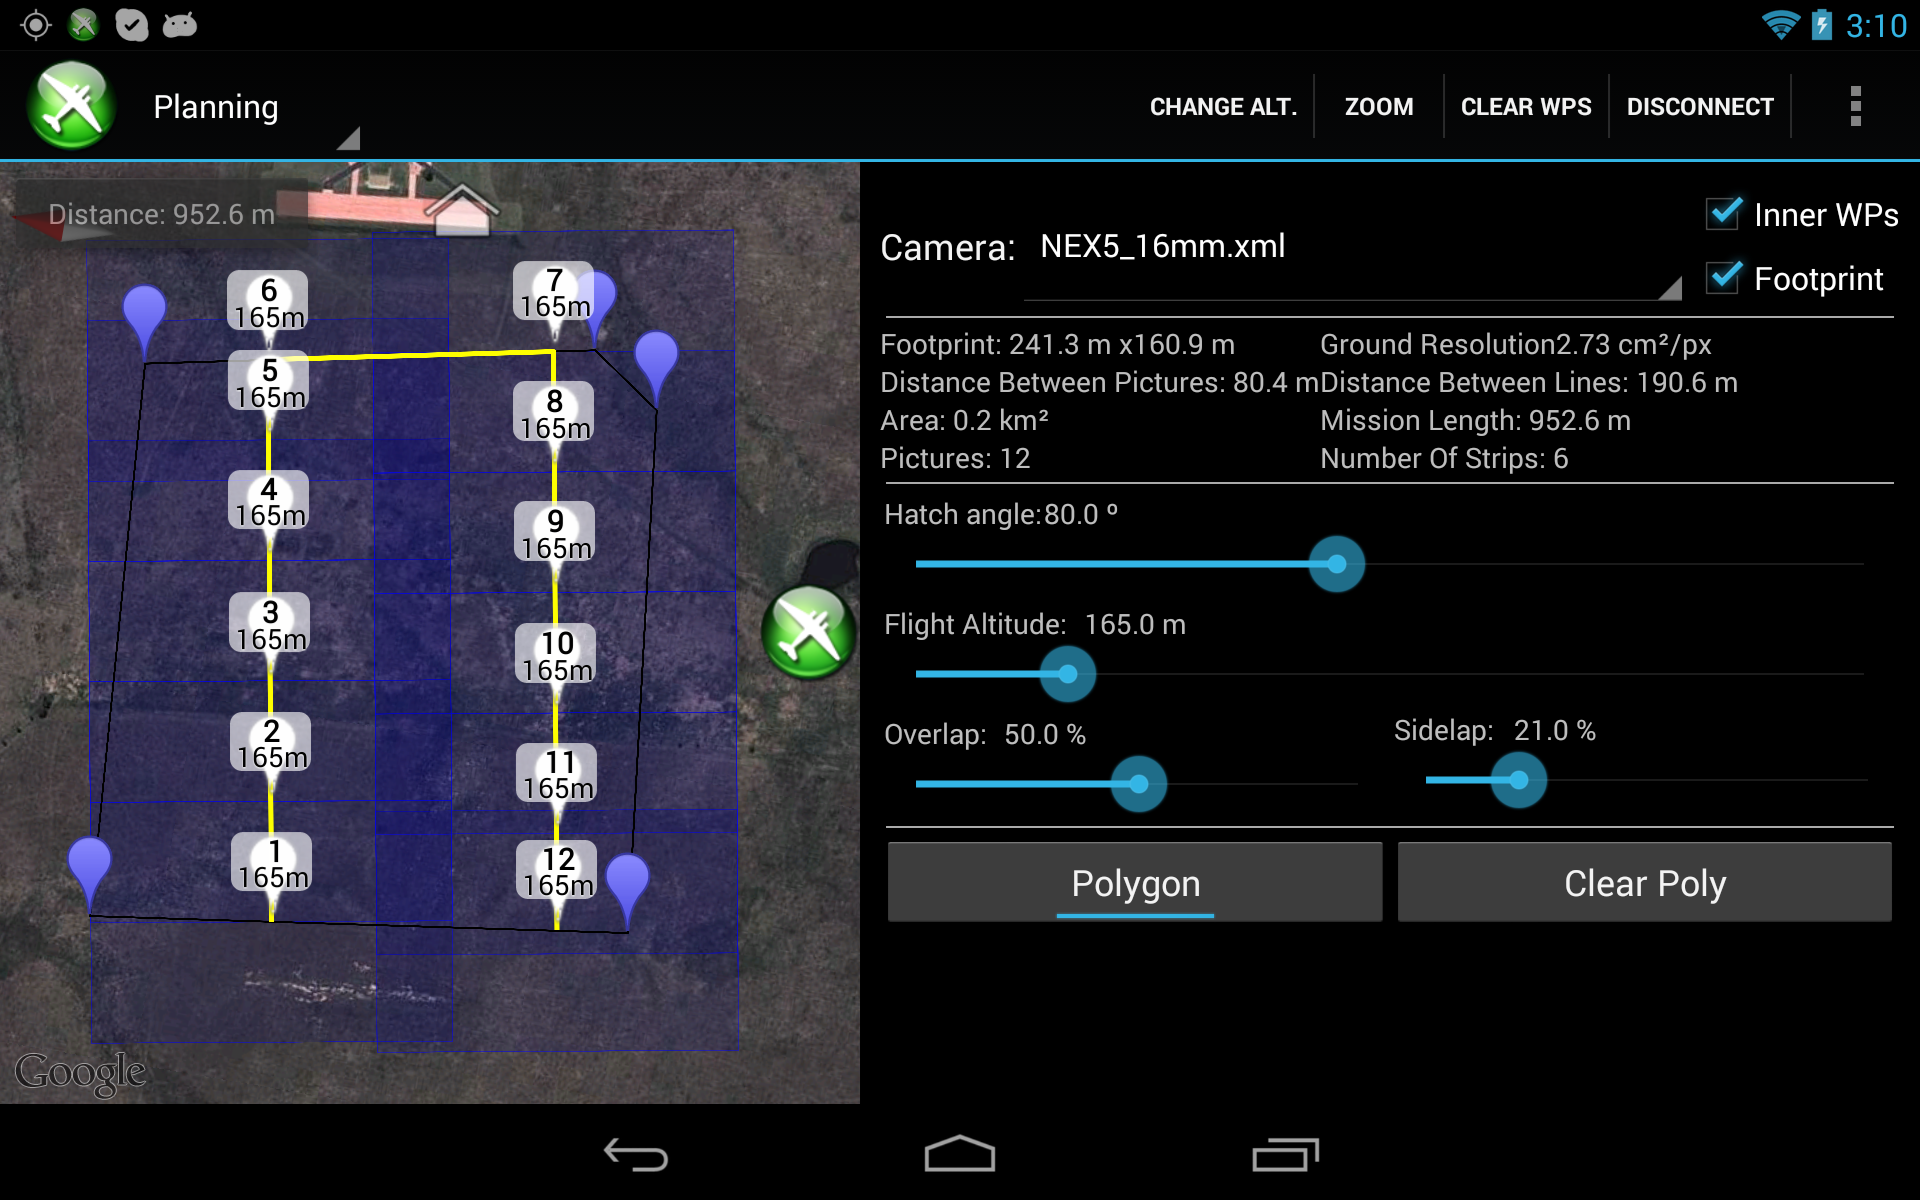 3:10
Planning
CHANGE ALT.
ZOOM
CLEAR WPS
DISCONNECT
Distance: 952.6 m
6
165m
7
165m
5
165m
8
165m
4
165m
9
165m
3
165m
10
165m
2
165m
11
165m
1
165m
12
165m
Google
Camera: NEX5_16mm.xml
Inner WPs
Footprint
Footprint: 241.3 m x160.9 m
Ground Resolution2.73 cm²/px
Distance Between Pictures: 80.4 m
Distance Between Lines: 190.6 m
Area: 0.2 km²
Mission Length: 952.6 m
Pictures: 12
Number Of Strips: 6
Hatch angle:80.0 º
Flight Altitude: 165.0 m
Overlap: 50.0 %
Sidelap: 21.0 %
Polygon
Clear Poly